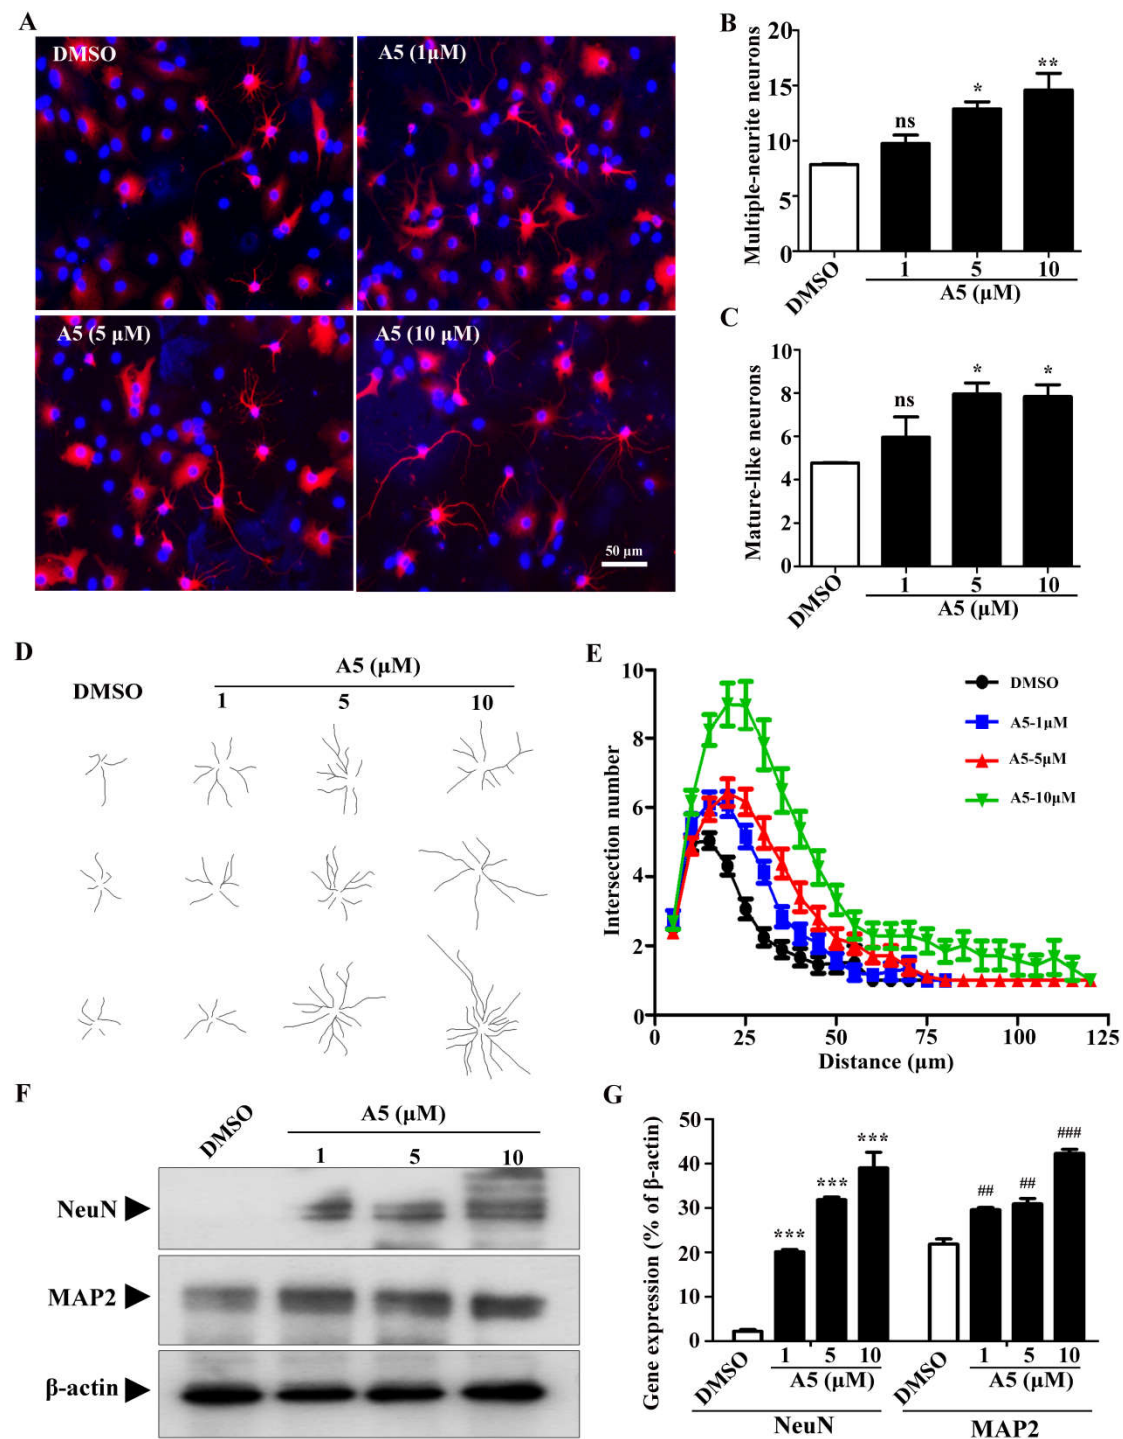 A
DMSO
A5 (1µM)
A5 (5 µM)
A5 (10 µM)
50 µm
B
Multiple-neurite neurons
20
15
10
5
0
ns
*
**
DMSO
1
5
10
A5 (µM)
C
Mature-like neurons
10
8
6
4
2
0
ns
*
*
DMSO
1
5
10
A5 (µM)
D
A5 (µM)
DMSO
1
5
10
E
Intersection number
10
8
6
4
2
0
DMSO
A5-1µM
A5-5µM
A5-10µM
0
25
50
75
100
125
Distance (µm)
F
DMSO
A5 (µM)
1
5
10
NeuN
MAP2
β-actin
G
Gene expression (% of β-actin)
50
40
30
20
10
0
***
***
***
##
##
###
DMSO
1
5
10
A5 (µM)
DMSO
1
5
10
A5 (µM)
NeuN
MAP2